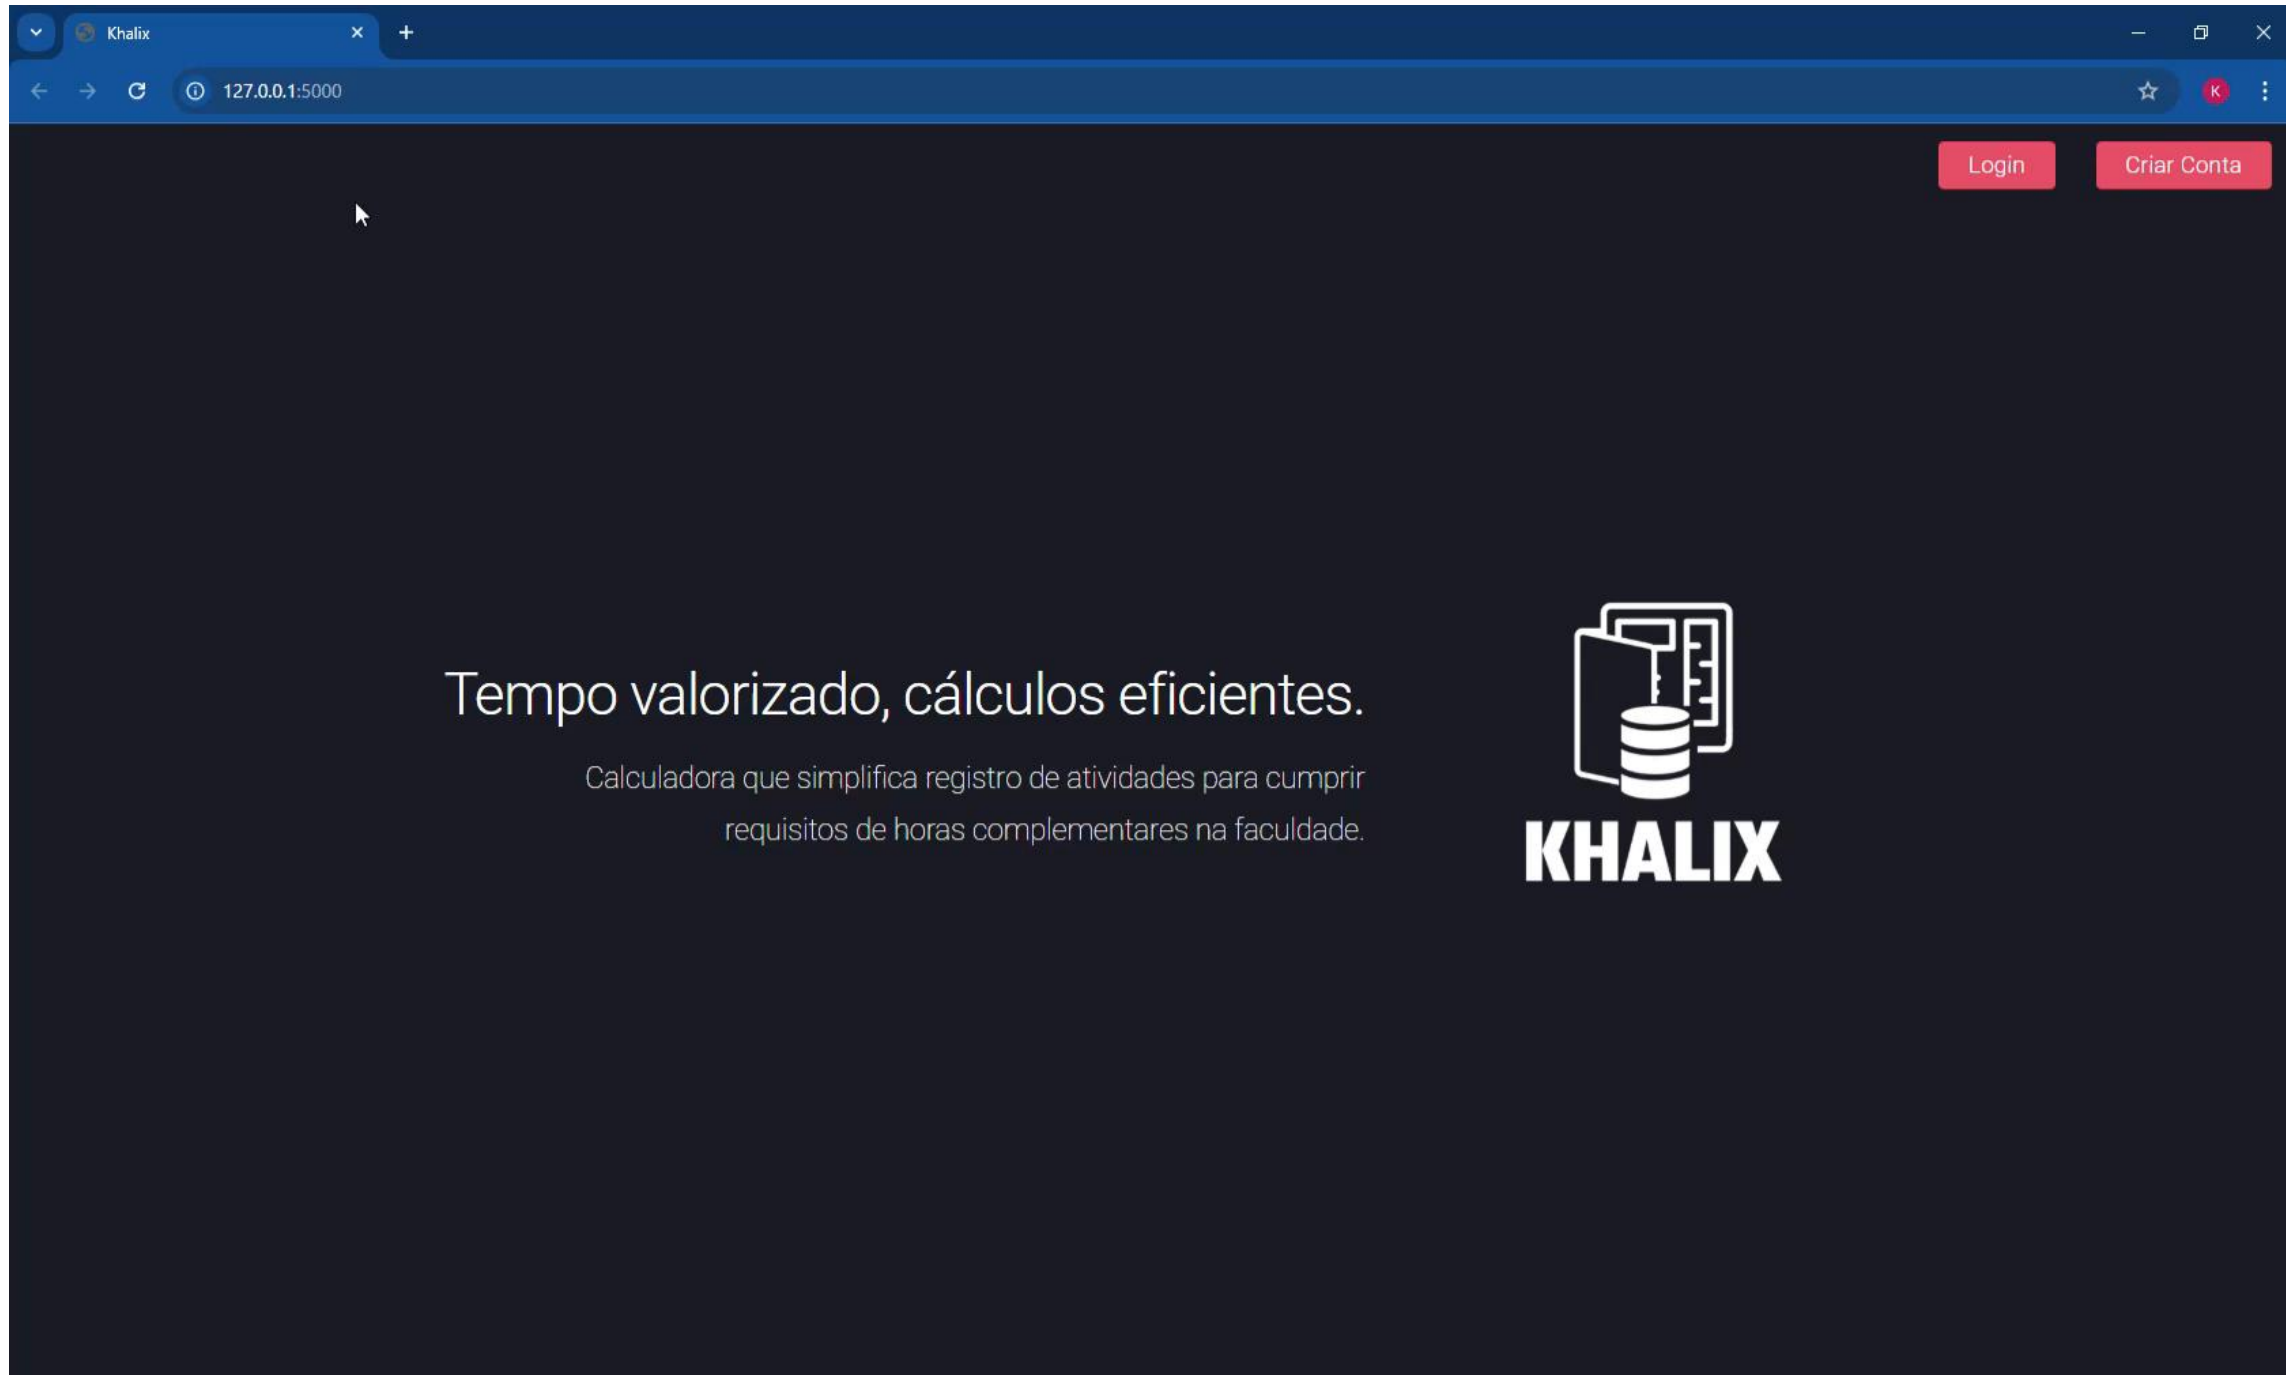 Khalix
127.0.0.1:5000
K
Login
Criar Conta
Tempo valorizado, cálculos eficientes.
Calculadora que simplifica registro de atividades para cumprir
requisitos de horas complementares na faculdade.
KHALIX